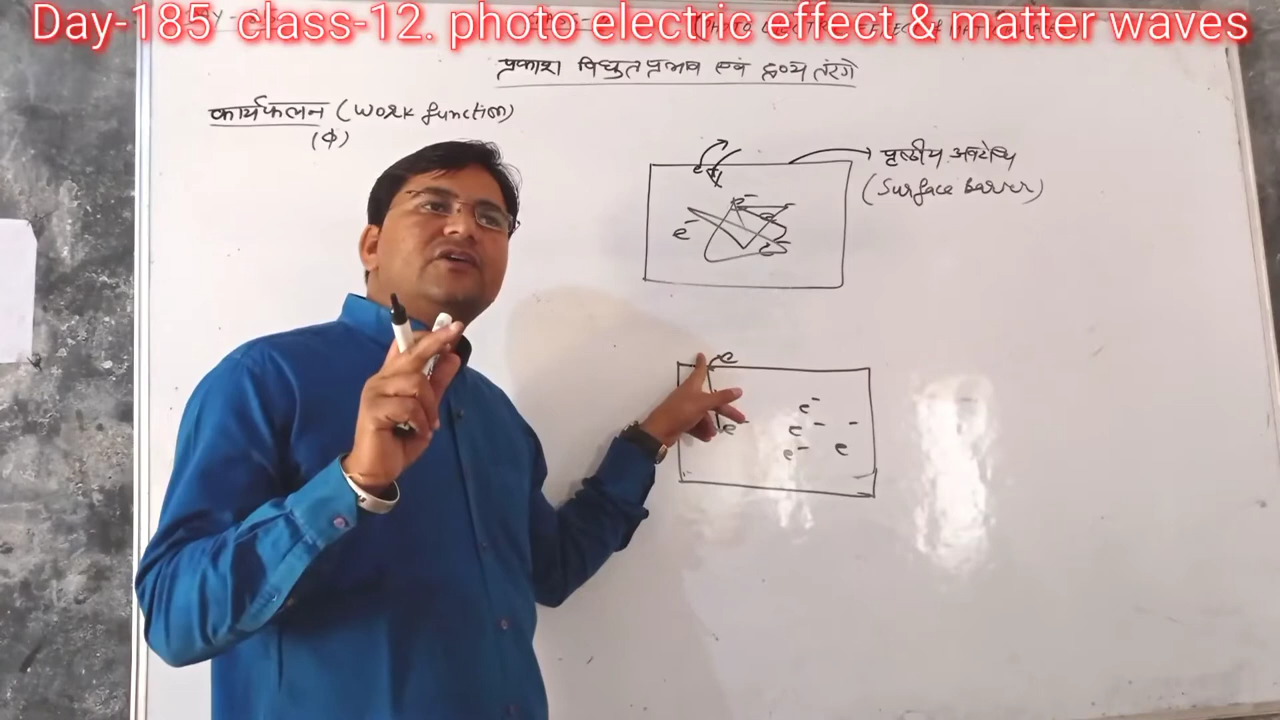 Day-185 class-12. photo electric effect & matter waves
प्रकाश विधुत प्रभाव एवं द्रव्य तंरगे
कार्यफलन (Work function)
(Φ)
पृष्ठीय अवरोध
(Surface Barrier)
e⁻
e⁻
e
e⁻
e⁻
e⁻
e⁻
e